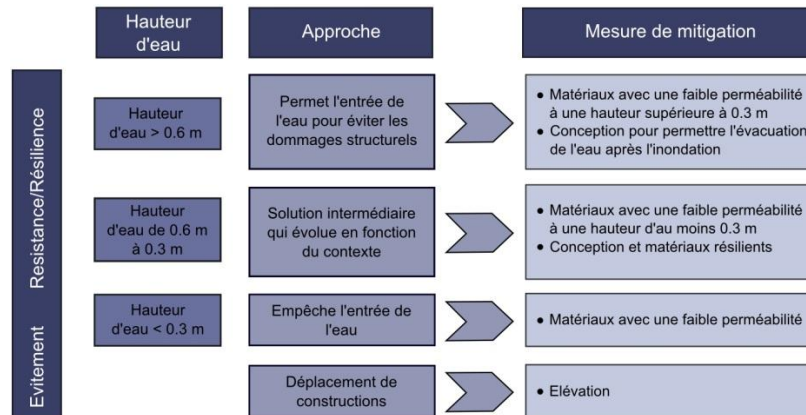 Hauteur
d'eau
Approche
Mesure de mitigation
Resistance/Résilience
Evitement
Hauteur
d'eau > 0.6 m
Permet l'entrée de
l'eau pour éviter les
dommages structurels
● Matériaux avec une faible perméabilité
à une hauteur supérieure à 0.3 m
● Conception pour permettre l'évacuation
de l'eau après l'inondation
Hauteur
d'eau de 0.6 m
à 0.3 m
Solution intermédiaire
qui évolue en fonction
du contexte
● Matériaux avec une faible perméabilité
à une hauteur d'au moins 0.3 m
● Conception et matériaux résilients
Hauteur
d'eau < 0.3 m
Empêche l'entrée de
l'eau
● Matériaux avec une faible perméabilité
Déplacement de
constructions
● Elévation